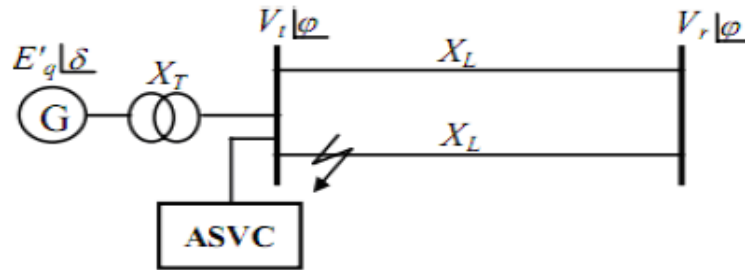 V_t|φ
V_r|φ
E'_q|δ
X_T
X_L
G
X_L
ASVC